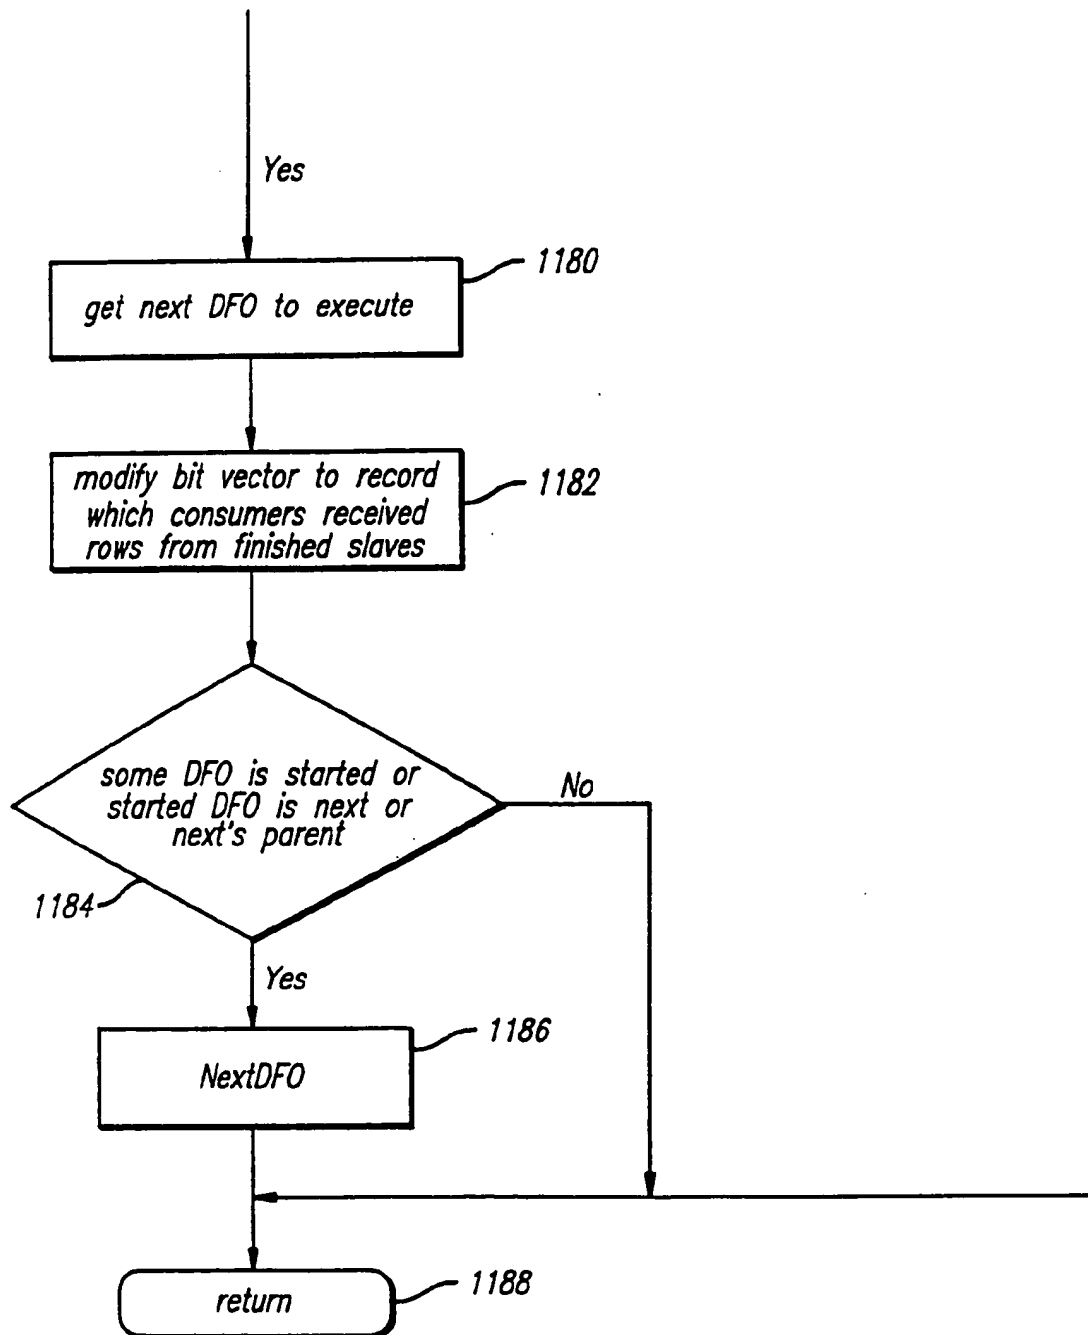 Yes
1180
get next DFO to execute
modify bit vector to record
which consumers received
rows from finished slaves
1182
some DFO is started or
started DFO is next or
next's parent
No
1184
Yes
1186
NextDFO
return
1188